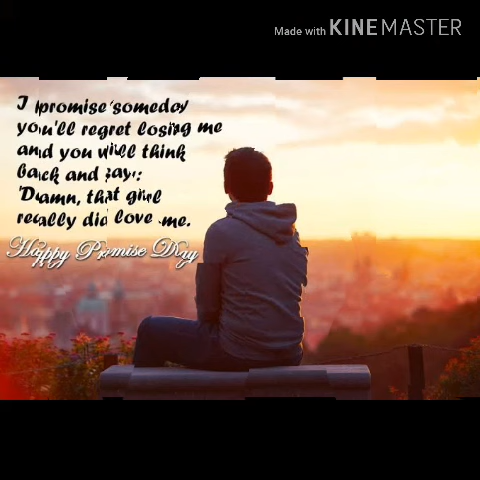 Made with KINEMASTER
I promise someday
you'll regret losing me
and you will think
back and say:
'Damn, that girl
really did love me.
Happy Promise Day